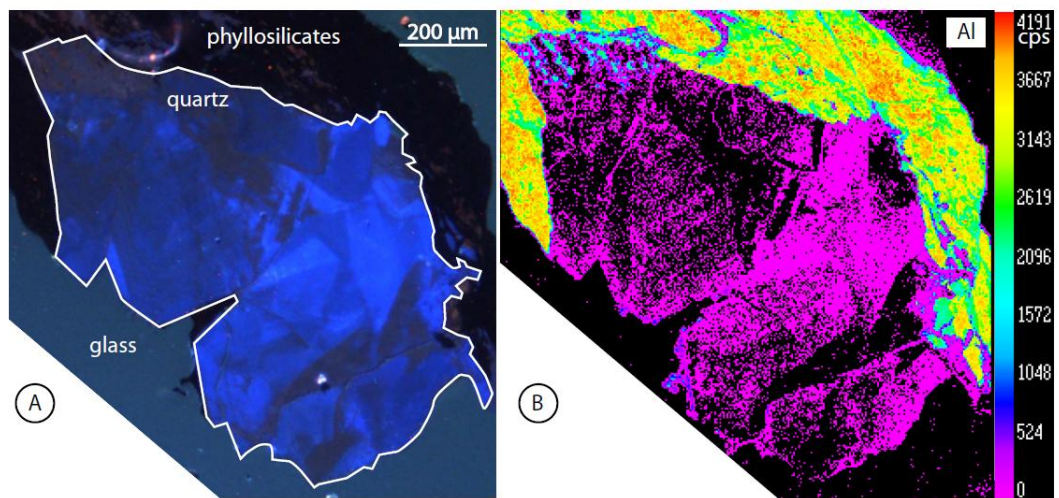 phyllosilicates
200 µm
quartz
glass
A
Al
4191
cps
3667
3143
2619
2096
1572
1048
524
0
B